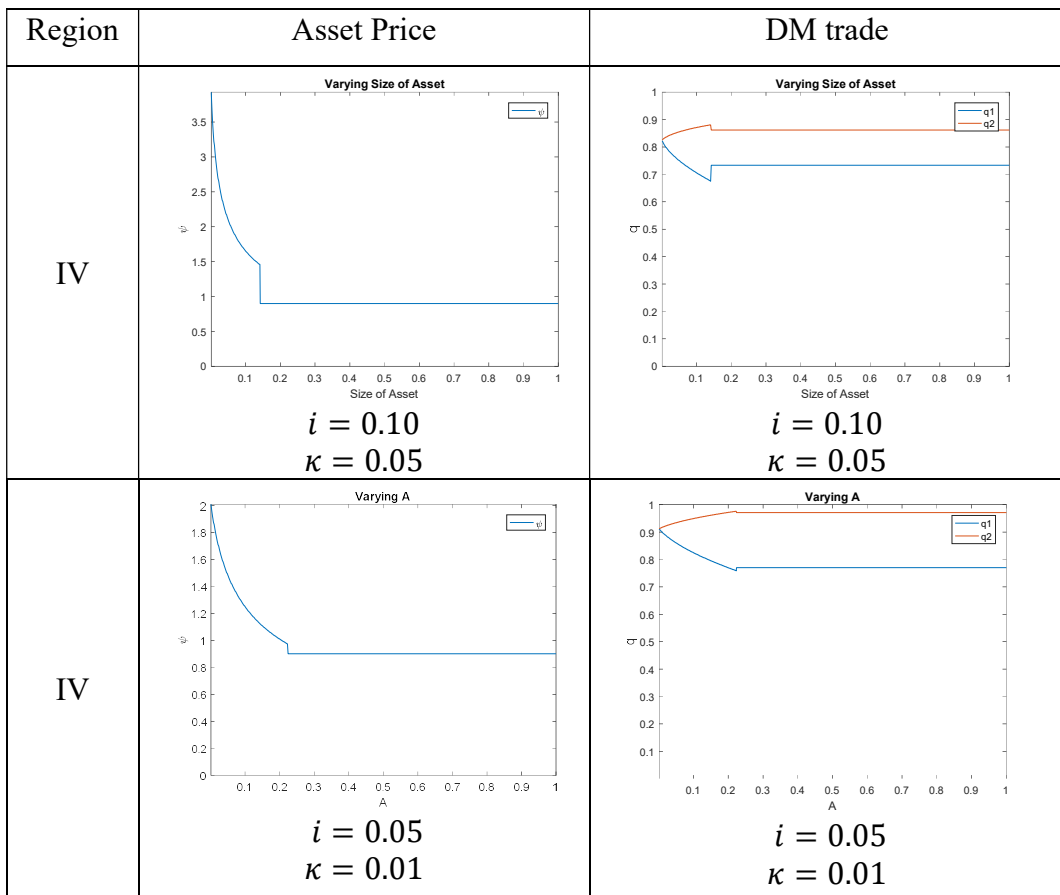 Region Asset Price DM trade
IV
Varying Size of Asset
ψ
3.5
3
2.5
2
1.5
1
0.5
0
ψ
0.1 0.2 0.3 0.4 0.5 0.6 0.7 0.8 0.9 1
Size of Asset
i = 0.10
κ = 0.05
Varying Size of Asset
q1
q2
1
0.9
0.8
0.7
0.6
0.5
0.4
0.3
0.2
0.1
0
q
0.1 0.2 0.3 0.4 0.5 0.6 0.7 0.8 0.9 1
Size of Asset
i = 0.10
κ = 0.05
IV
Varying A
ψ
2
1.8
1.6
1.4
1.2
1
0.8
0.6
0.4
0.2
0
ψ
0.1 0.2 0.3 0.4 0.5 0.6 0.7 0.8 0.9 1
A
i = 0.05
κ = 0.01
Varying A
q1
q2
1
0.9
0.8
0.7
0.6
0.5
0.4
0.3
0.2
0.1
q
0.1 0.2 0.3 0.4 0.5 0.6 0.7 0.8 0.9 1
A
i = 0.05
κ = 0.01